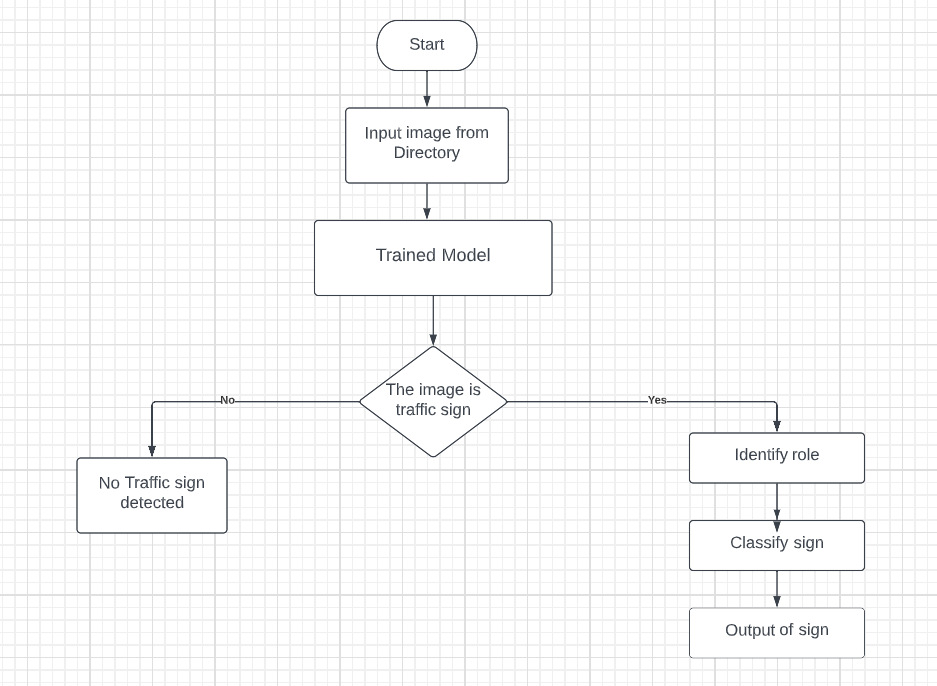 Start
Input image from
Directory
Trained Model
The image is
traffic sign
No
Yes
No Traffic sign
detected
Identify role
Classify sign
Output of sign